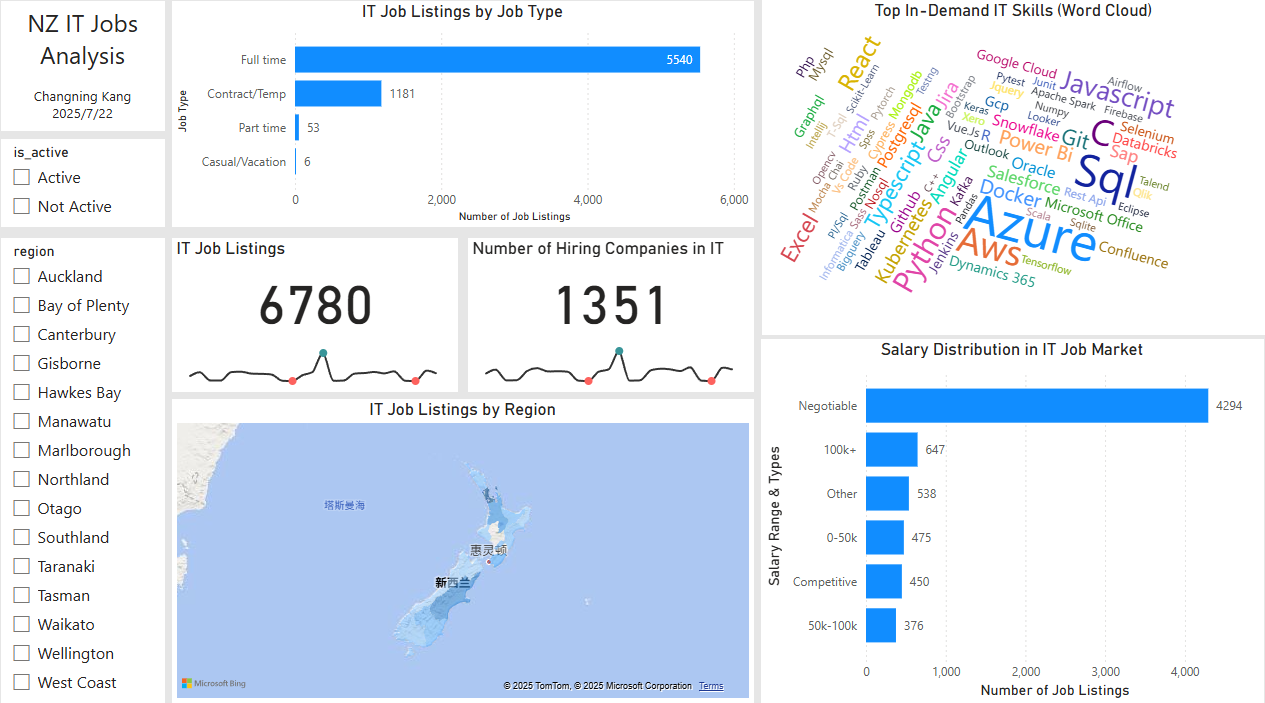 NZ IT Jobs
Analysis
Changning Kang
2025/7/22
is_active
Active
Not Active
region
Auckland
Bay of Plenty
Canterbury
Gisborne
Hawkes Bay
Manawatu
Marlborough
Northland
Otago
Southland
Taranaki
Tasman
Waikato
Wellington
West Coast
IT Job Listings by Job Type
Job Type
Full time
5540
Contract/Temp
1181
Part time
53
Casual/Vacation
6
0
2,000
4,000
6,000
Number of Job Listings
IT Job Listings
6780
Number of Hiring Companies in IT
1351
IT Job Listings by Region
塔斯曼海
惠灵顿
新西兰
Microsoft Bing
© 2025 TomTom, © 2025 Microsoft Corporation Terms
Top In-Demand IT Skills (Word Cloud)
Php
Mysql
React
Scikit-Learn
Graphql
Intellij
T-Sql
Html
Pytorch
Spss
Mongodb
Testng
Cypress
Postgresql
Java
Jira
Bootstrap
Google Cloud
Pytest
Junit
Jquery
Javascript
Airflow
Apache Spark
Firebase
Gcp
Keras
Numpy
Looker
Xero
Snowflake
Vue.Js
R
Git
C
Selenium
Databricks
Power Bi
Sap
Outlook
Oracle
Sql
Talend
Qlik
Css
Opencv
Chai
Vs Code
Mocha
Ruby
Postman
Nosql
Typescript
C++
Angular
Salesforce
Docker
Rest Api
Eclipse
Microsoft Office
Kafka
Github
Sass
Pl/Sql
Excel
Informatica
Bigquery
Tableau
Kubernetes
Python
Pandas
Jenkins
Azure
Scala
Sqlite
Aws
Confluence
Tensorflow
Dynamics 365
Salary Distribution in IT Job Market
Salary Range & Types
Negotiable
4294
100k+
647
Other
538
0-50k
475
Competitive
450
50k-100k
376
0
1,000
2,000
3,000
4,000
Number of Job Listings